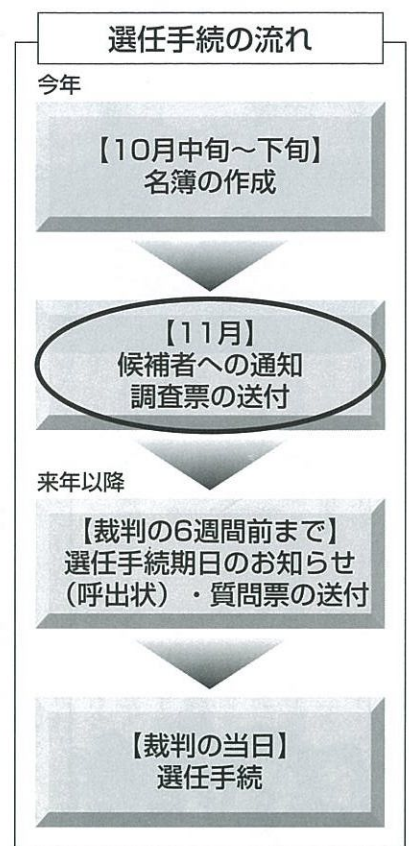 選任手続の流れ
今年
【10月中旬～下旬】
名簿の作成
【11月】
候補者への通知
調査票の送付
来年以降
【裁判の6週間前まで】
選任手続期日のお知らせ
（呼出状）・質問票の送付
【裁判の当日】
選任手続